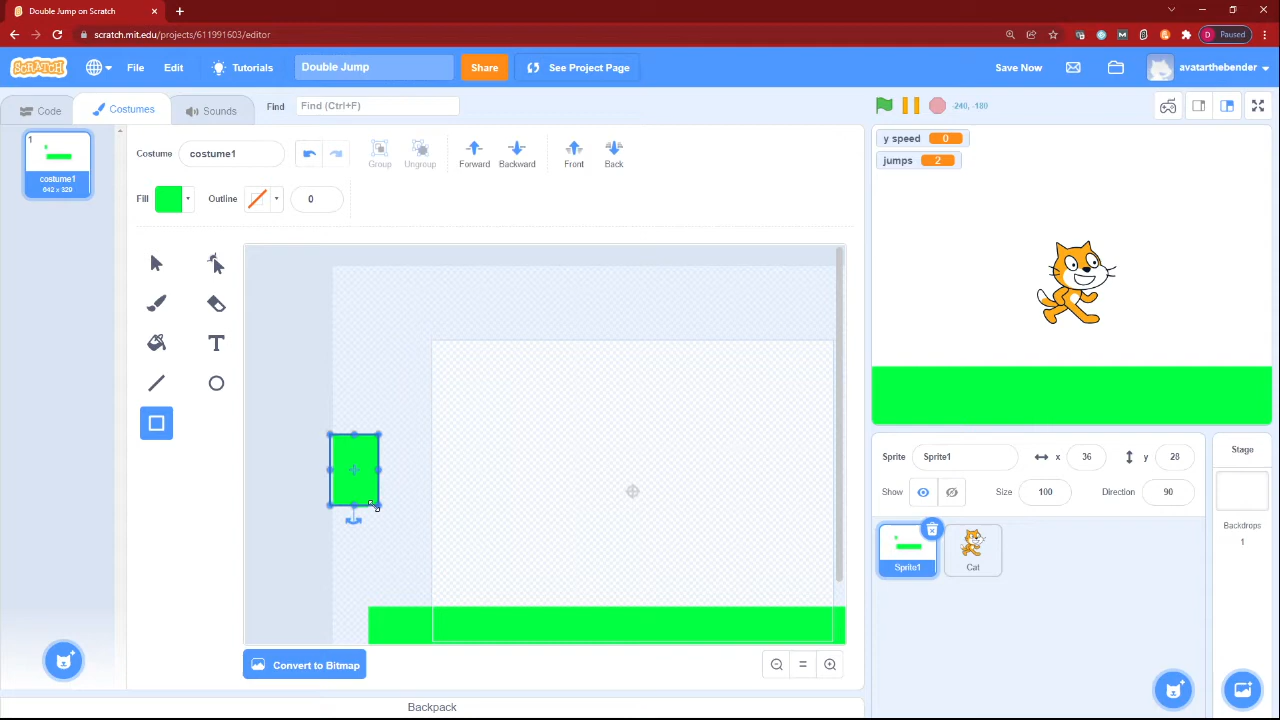 Double Jump on Scratch
scratch.mit.edu/projects/611991603/editor
D Paused
SCRATCH File Edit Tutorials Double Jump Share See Project Page Save Now avatarthebender
Code Costumes Sounds Find Find (Ctrl+F) -240, -180
1
costume1
642 x 329
Costume costume1 Group Ungroup Forward Backward Front Back
Fill Outline 0
T
Convert to Bitmap
Backpack
y speed 0
jumps 2
Sprite Sprite1 x 36 y 28
Show Size 100 Direction 90
Sprite1 Cat
Stage
Backdrops
1